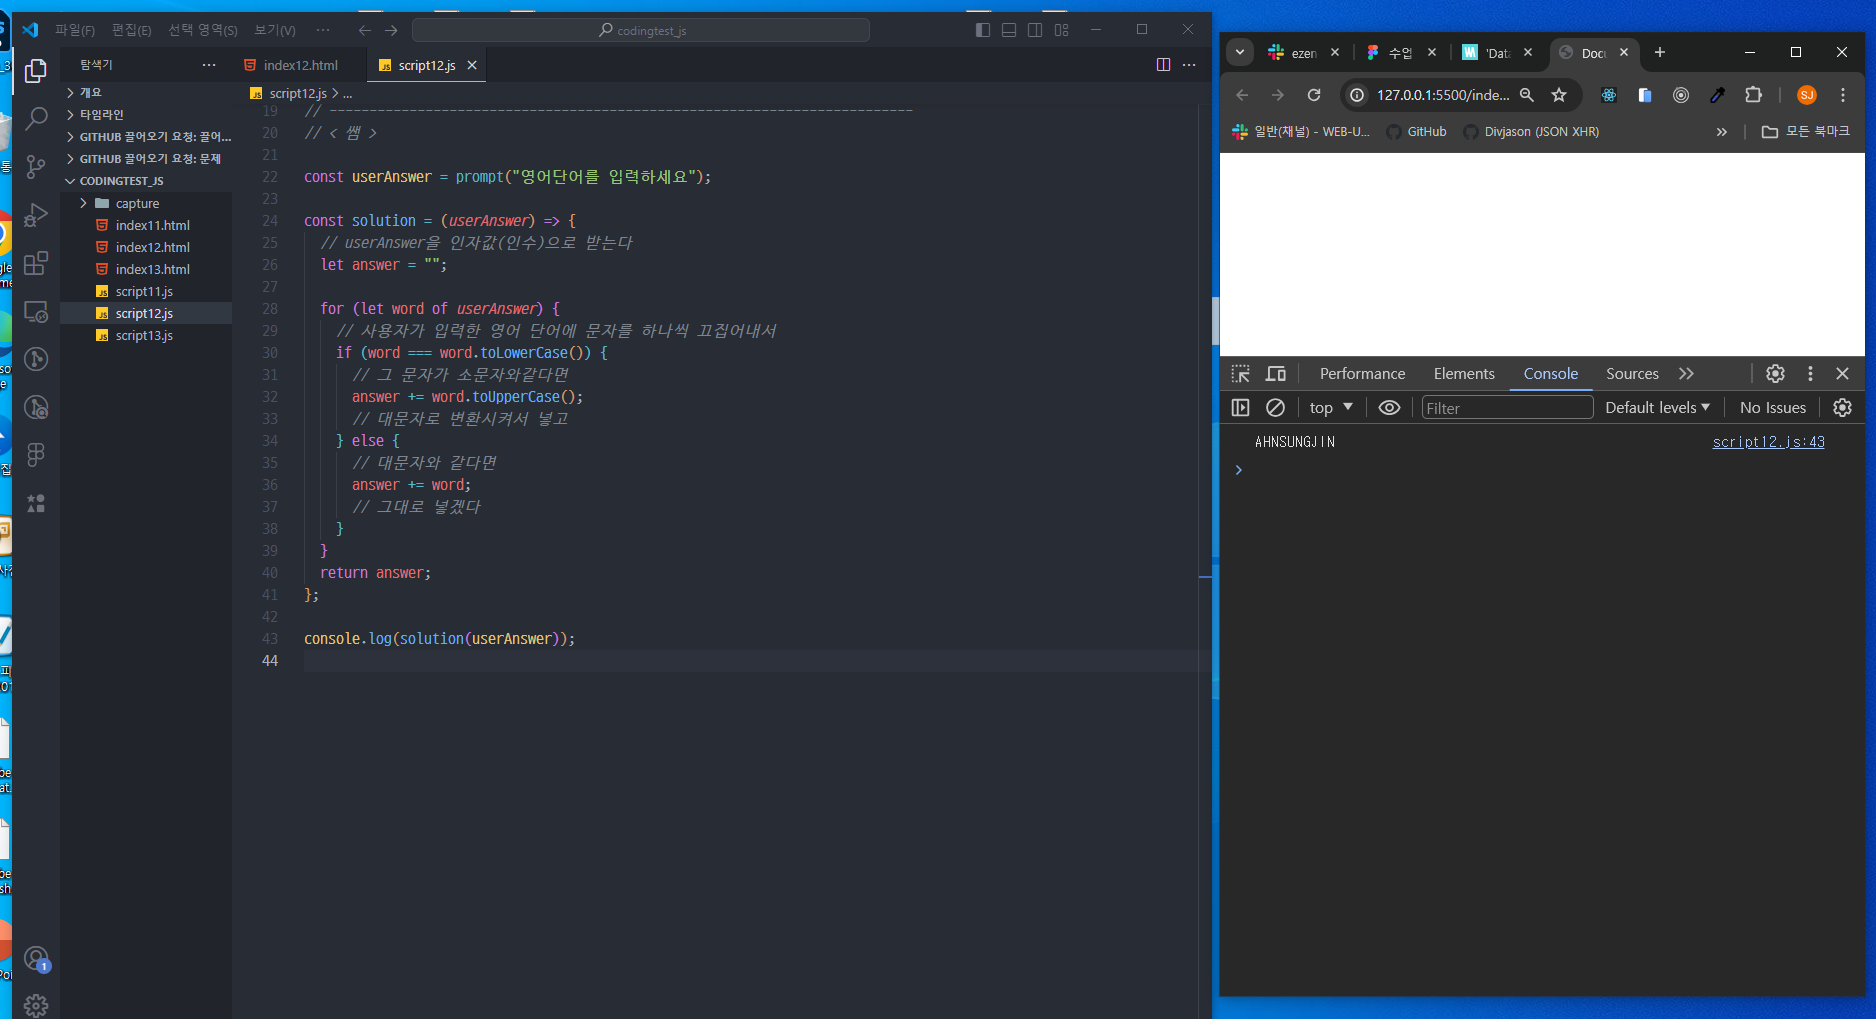 파일(F) 편집(E) 선택 영역(S) 보기(V) ··· codingtest_js
탐색기 ···
개요
타임라인
GITHUB 끌어오기 요청: 끌어...
GITHUB 끌어오기 요청: 문제
CODINGTEST_JS
capture
index11.html
index12.html
index13.html
script11.js
script12.js
script13.js
1
index12.html script12.js
script12.js > ...
19 // -------------------------------------------------------------------------
20 // < 쌤 >
21
22 const userAnswer = prompt("영어단어를 입력하세요");
23
24 const solution = (userAnswer) => {
25 // userAnswer을 인자값(인수)으로 받는다
26 let answer = "";
27
28 for (let word of userAnswer) {
29 // 사용자가 입력한 영어 단어에 문자를 하나씩 끄집어내서
30 if (word === word.toLowerCase()) {
31 // 그 문자가 소문자와같다면
32 answer += word.toUpperCase();
33 // 대문자로 변환시켜서 넣고
34 } else {
35 // 대문자와 같다면
36 answer += word;
37 // 그대로 넣겠다
38 }
39 }
40 return answer;
41 };
42
43 console.log(solution(userAnswer));
44
ezen 수업 'Data Docu
127.0.0.1:5500/inde... SJ
일반(채널) - WEB-U... GitHub Divjason (JSON XHR) » 모든 북마크
Performance Elements Console Sources
top Filter Default levels No Issues
AHNSUNGJIN script12.js:43
>